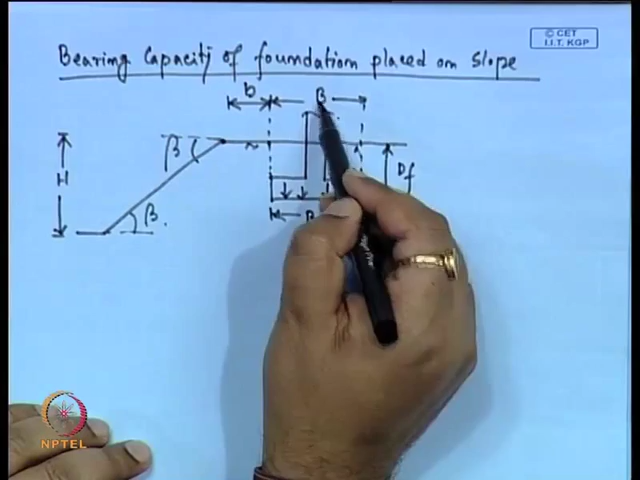 © CET
I.I.T. KGP
Bearing Capacity of foundation placed on slope
b
B
β
H
Df
β
B
NPTEL